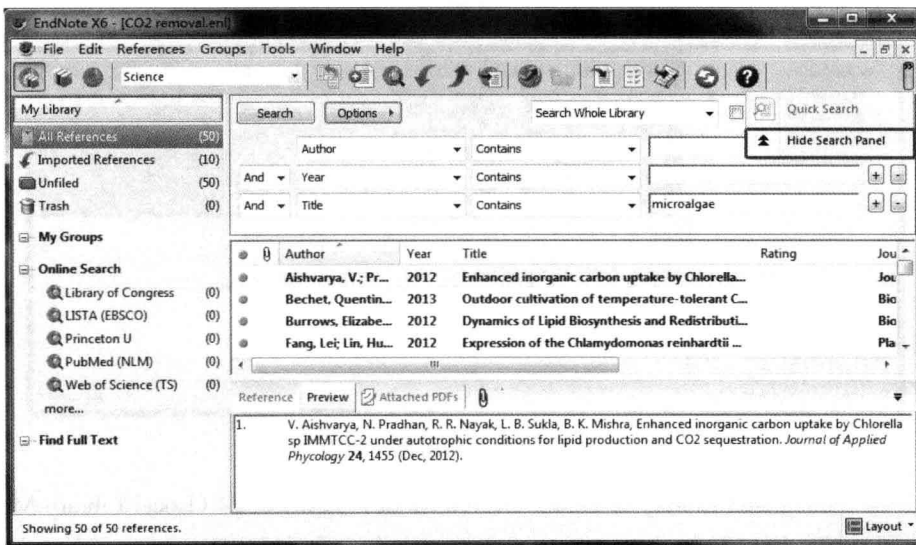 EndNote X6 - [CO2 removal.enl]
File Edit References Groups Tools Window Help
Science
My Library
All References (50)
Imported References (10)
Unfiled (50)
Trash (0)
My Groups
Online Search
Library of Congress (0)
LISTA (EBSCO) (0)
Princeton U (0)
PubMed (NLM) (0)
Web of Science (TS) (0)
more...
Find Full Text
Search Options Search Whole Library Quick Search
Hide Search Panel
Author Contains
And Year Contains
And Title Contains microalgae
Author Year Title Rating Jou
Aishvarya, V.; Pr... 2012 Enhanced inorganic carbon uptake by Chlorella... Jou
Bechet, Quentin... 2013 Outdoor cultivation of temperature-tolerant C... Bio
Burrows, Elizabe... 2012 Dynamics of Lipid Biosynthesis and Redistributi... Bio
Fang, Lei; Lin, Hu... 2012 Expression of the Chlamydomonas reinhardtii ... Pla
Reference Preview Attached PDFs
1. V. Aishvarya, N. Pradhan, R. R. Nayak, L. B. Sukla, B. K. Mishra, Enhanced inorganic carbon uptake by Chlorella
sp IMMTCC-2 under autotrophic conditions for lipid production and CO2 sequestration. Journal of Applied
Phycology 24, 1455 (Dec, 2012).
Showing 50 of 50 references.
Layout